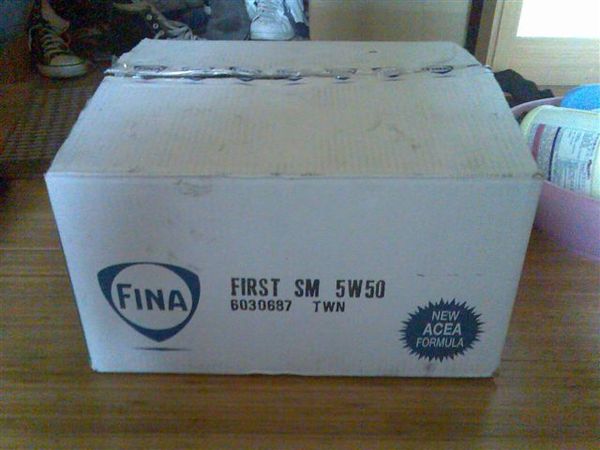 FINA
FIRST SM 5W50
6030687 TWN
NEW
ACEA
FORMULA